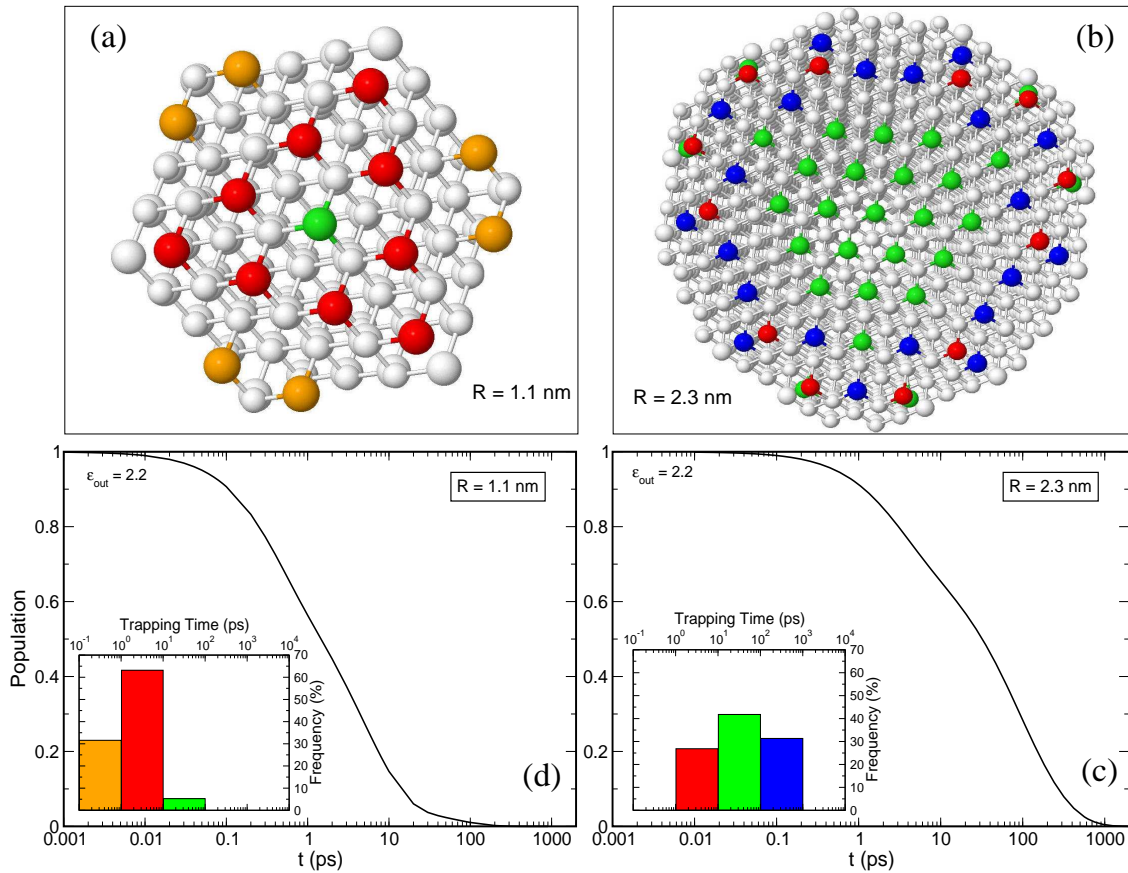 (a)
R = 1.1 nm
(b)
R = 2.3 nm
ε_out = 2.2
R = 1.1 nm
Population
1
0.8
0.6
0.4
0.2
0
0.001 0.01 0.1 1 10 100 1000
t (ps)
Trapping Time (ps)
10^-1 10^0 10^1 10^2 10^3 10^4
70
60
50
40
30
20
10
0
Frequency (%)
(d)
ε_out = 2.2
R = 2.3 nm
1
0.8
0.6
0.4
0.2
0
0.001 0.01 0.1 1 10 100 1000
t (ps)
Trapping Time (ps)
10^-1 10^0 10^1 10^2 10^3 10^4
70
60
50
40
30
20
10
0
Frequency (%)
(c)